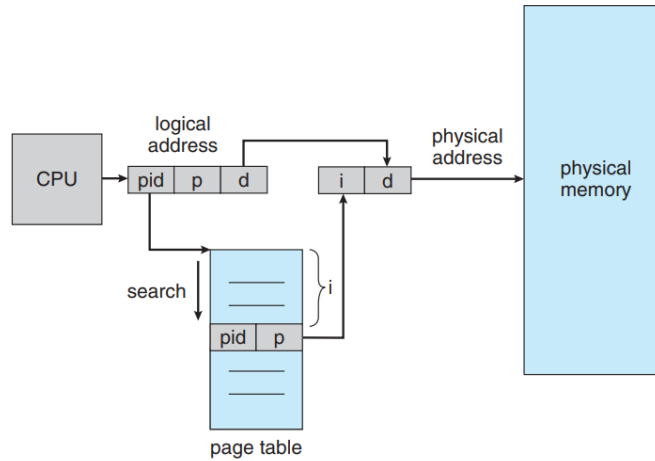 logical
address
physical
address
CPU
pid p d
i d
physical
memory
search
i
pid p
page table